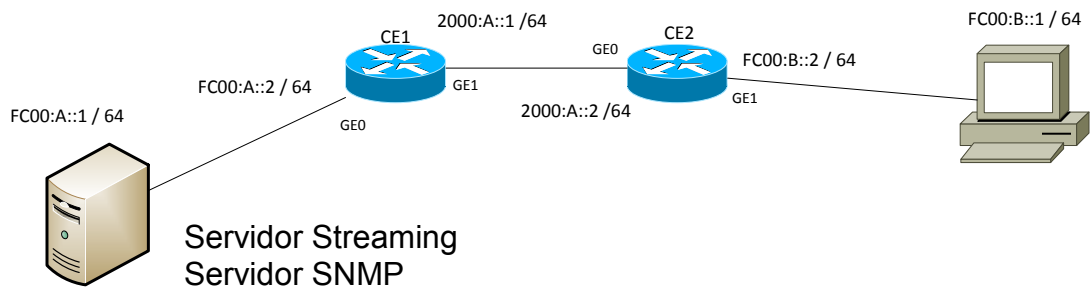 2000:A::1 /64
FC00:B::1 / 64
CE1
CE2
GE0
FC00:B::2 / 64
FC00:A::2 / 64
GE1
GE1
2000:A::2 /64
FC00:A::1 / 64
GE0
Servidor Streaming
Servidor SNMP